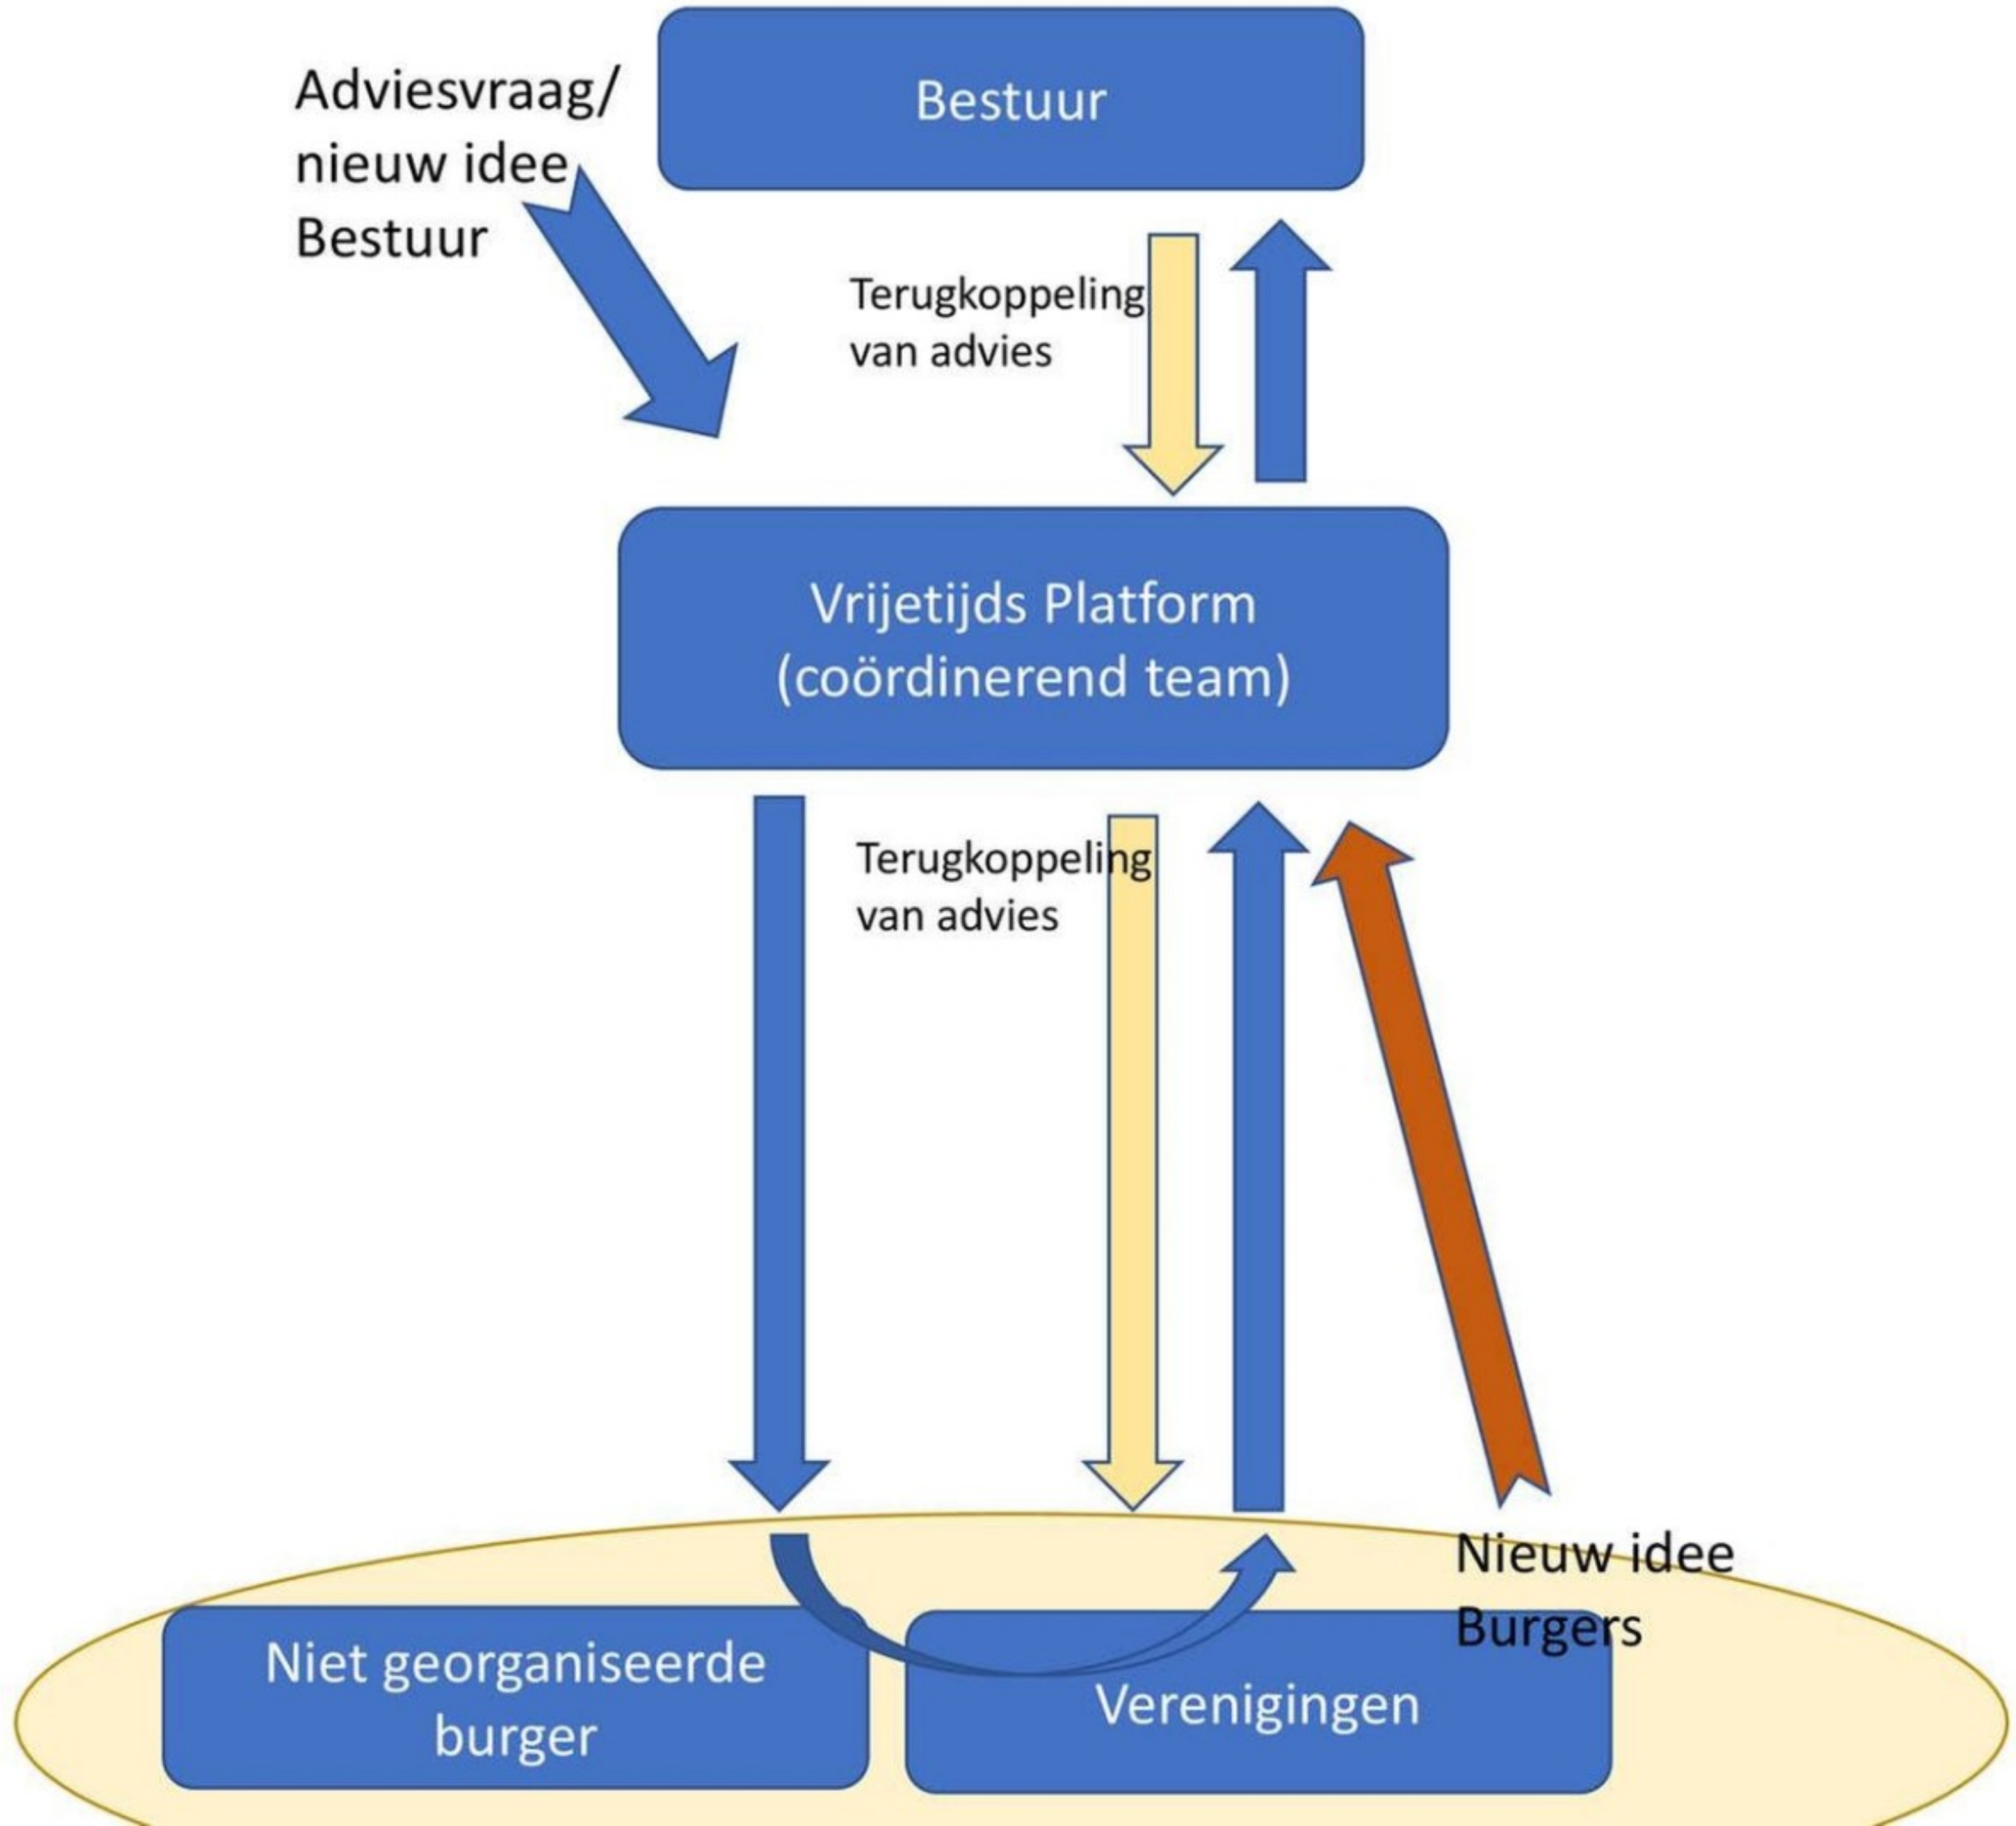 Bestuur
Adviesvraag/
nieuw idee
Bestuur
Terugkoppeling
van advies
Vrijetijds Platform
(coördinerend team)
Terugkoppeling
van advies
Nieuw idee
Burgers
Niet georganiseerde
burger
Verenigingen